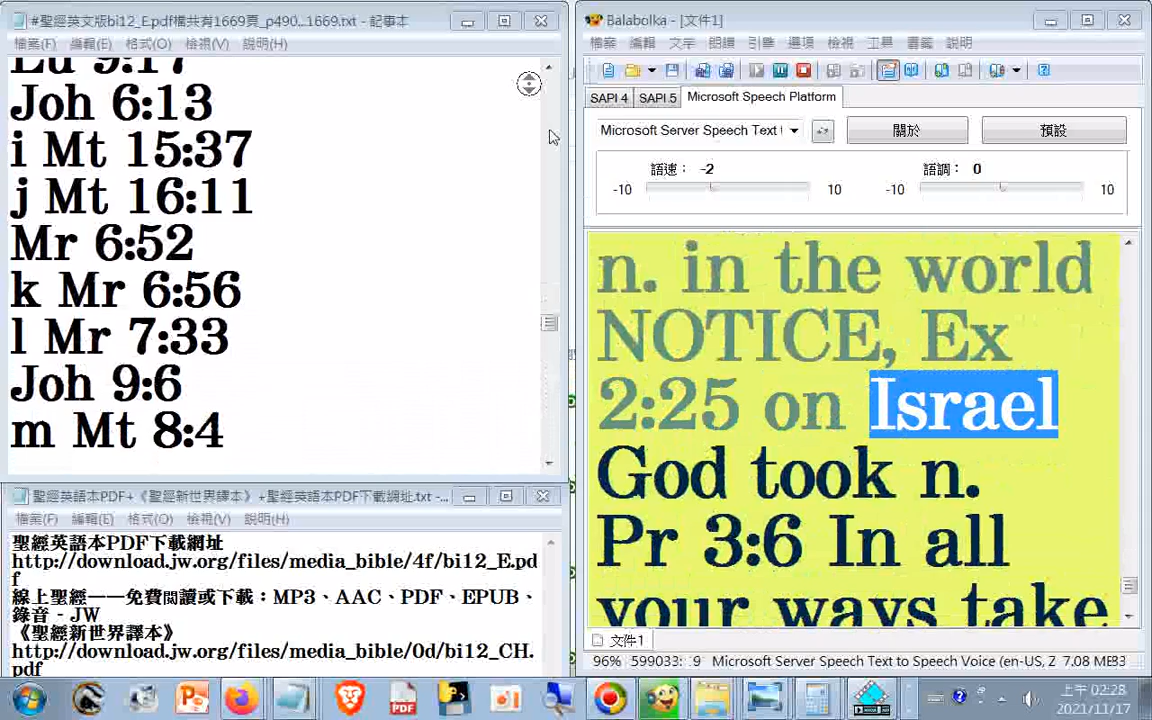 #聖經英文版bi12_E.pdf橫共有1669頁_p490...1669.txt - 記事本
檔案(F) 編輯(E) 格式(O) 檢視(V) 說明(H)
Lu 9:17
Joh 6:13
i Mt 15:37
j Mt 16:11
Mr 6:52
k Mr 6:56
l Mr 7:33
Joh 9:6
m Mt 8:4
聖經英語本PDF+《聖經新世界譯本》+聖經英語本PDF下載網址.txt -...
檔案(F) 編輯(E) 格式(O) 檢視(V) 說明(H)
聖經英語本PDF下載網址
http://download.jw.org/files/media_bible/4f/bi12_E.pd
f
線上聖經——免費閱讀或下載：MP3、AAC、PDF、EPUB、
錄音 - JW
《聖經新世界譯本》
http://download.jw.org/files/media_bible/0d/bi12_CH.
pdf
Balabolka - [文件1]
檔案 編輯 文字 朗讀 引擎 選項 檢視 工具 書籤 說明
SAPI 4 SAPI 5 Microsoft Speech Platform
Microsoft Server Speech Text 關於 預設
語速： -2 語調： 0
-10 10 -10 10
n. in the world
NOTICE, Ex
2:25 on Israel
God took n.
Pr 3:6 In all
your ways take
文件1
96% 599033: .9 Microsoft Server Speech Text to Speech Voice (en-US, Z 7.08 MB
上午 02:28
2021/11/17